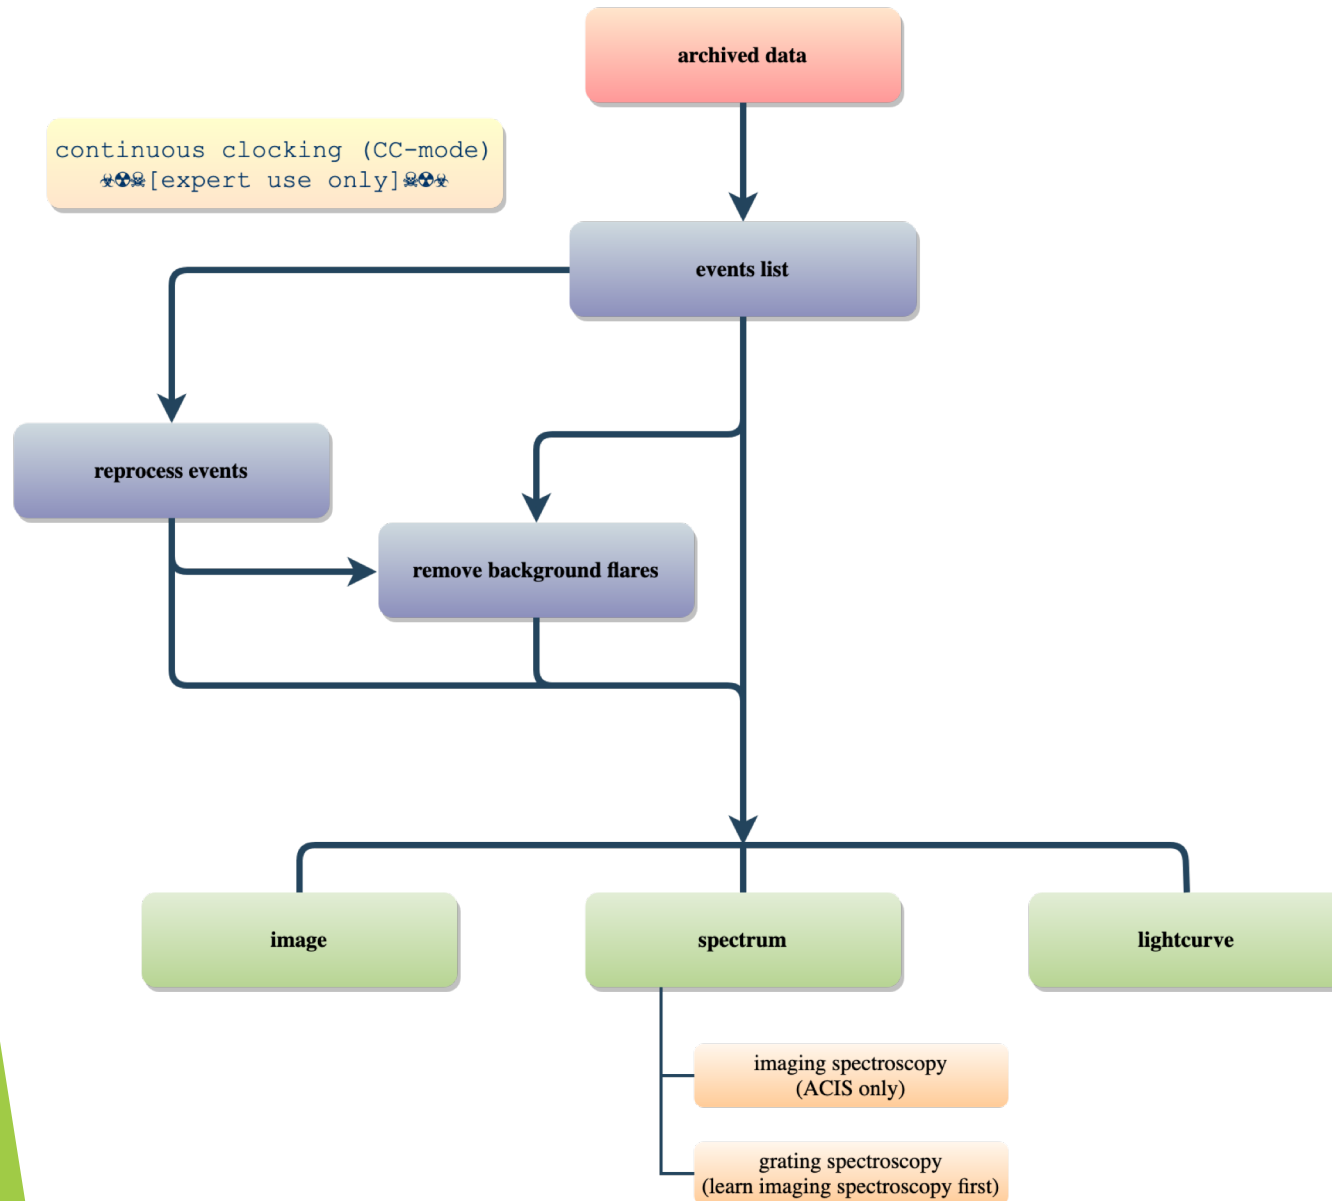 archived data
continuous clocking (CC-mode)
☣☢☠[expert use only]☠☢☣
events list
reprocess events
remove background flares
image
spectrum
lightcurve
imaging spectroscopy
(ACIS only)
grating spectroscopy
(learn imaging spectroscopy first)